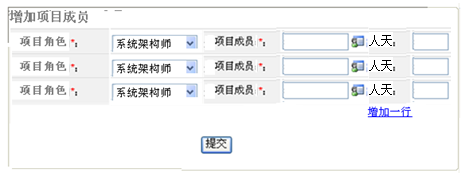 增加项目成员
项目角色 *: 系统架构师 项目成员 *: 人天:
项目角色 *: 系统架构师 项目成员 *: 人天:
项目角色 *: 系统架构师 项目成员 *: 人天:
增加一行
提交